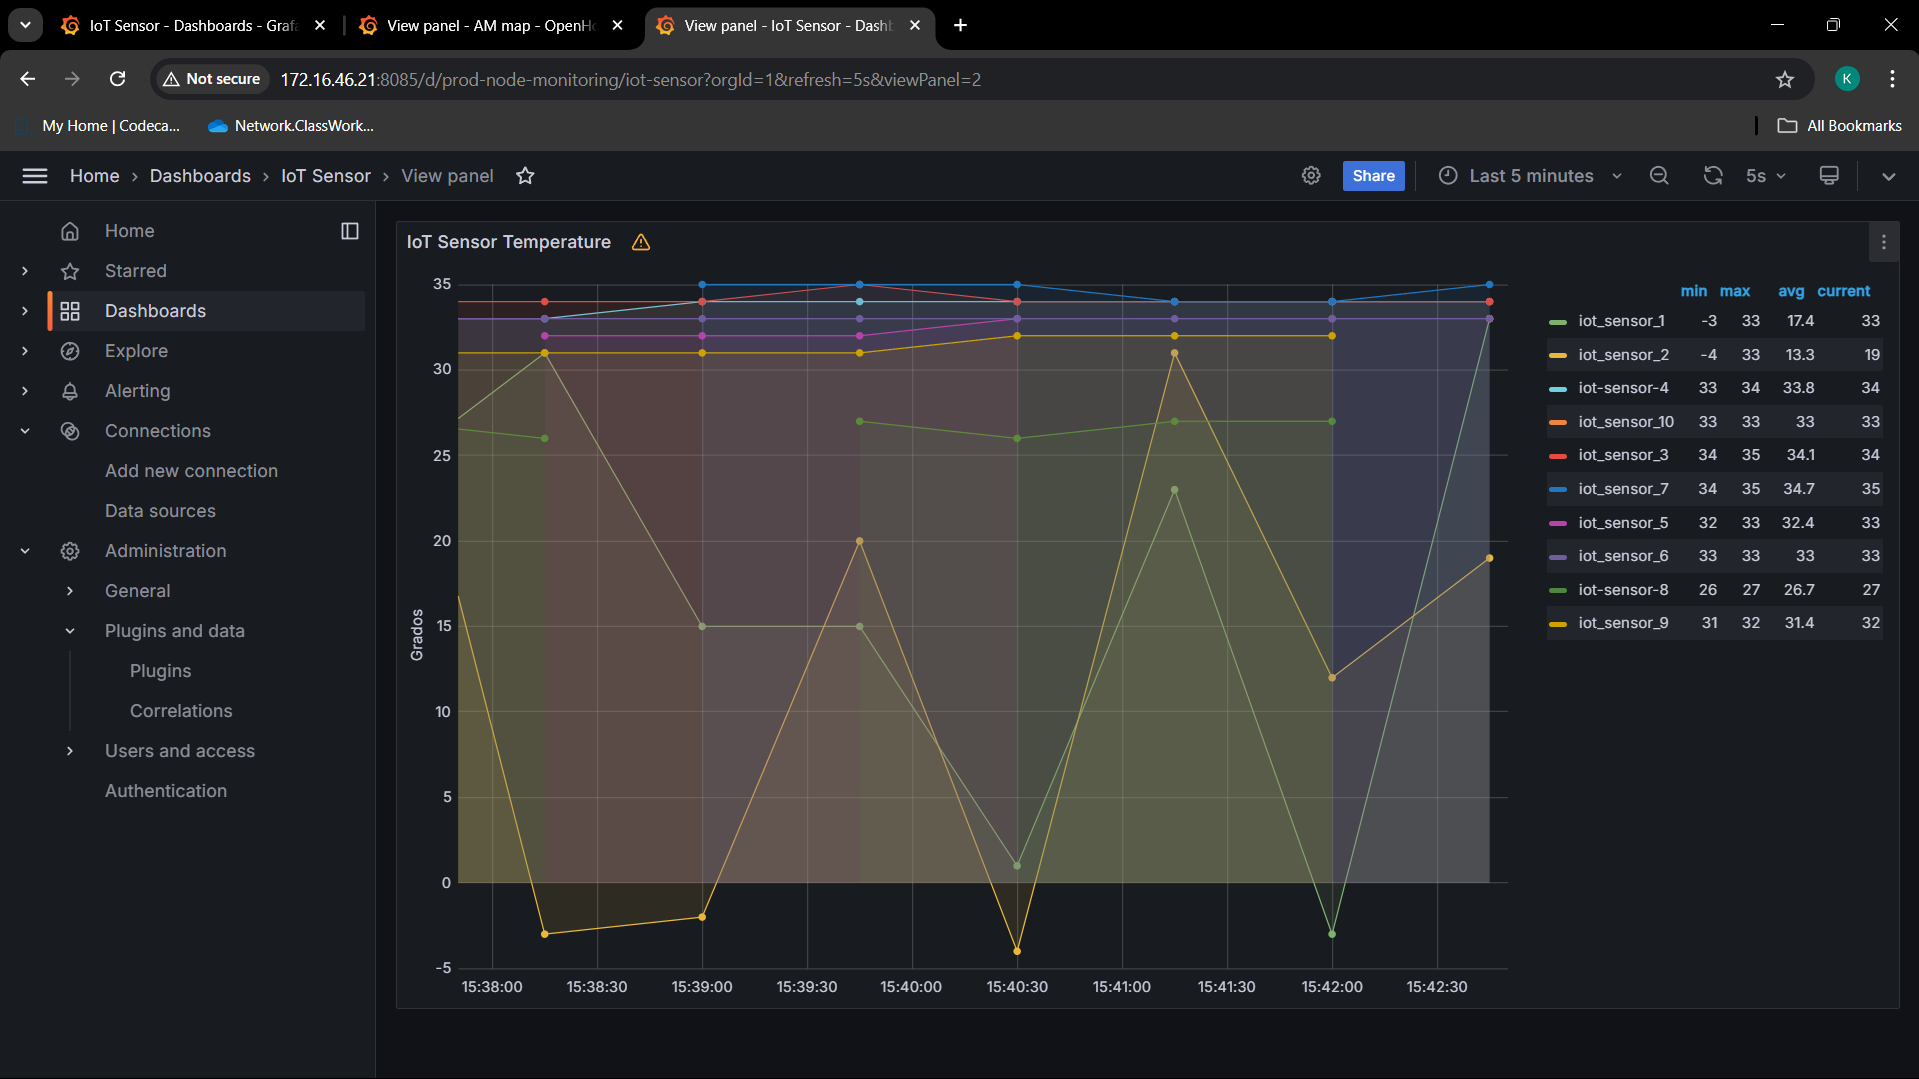 IoT Sensor - Dashboards - Grafa
View panel - AM map - OpenHo
View panel - IoT Sensor - Dashb
Not secure
172.16.46.21:8085/d/prod-node-monitoring/iot-sensor?orgId=1&refresh=5s&viewPanel=2
K
My Home | Codeca...
Network.ClassWork...
All Bookmarks
Home › Dashboards › IoT Sensor › View panel
Share
Last 5 minutes
5s
Home
Starred
Dashboards
Explore
Alerting
Connections
Add new connection
Data sources
Administration
General
Plugins and data
Plugins
Correlations
Users and access
Authentication
IoT Sensor Temperature
35
30
25
20
15
10
5
0
-5
Grados
15:38:00 15:38:30 15:39:00 15:39:30 15:40:00 15:40:30 15:41:00 15:41:30 15:42:00 15:42:30
min max avg current
iot_sensor_1 -3 33 17.4 33
iot_sensor_2 -4 33 13.3 19
iot-sensor-4 33 34 33.8 34
iot_sensor_10 33 33 33 33
iot_sensor_3 34 35 34.1 34
iot_sensor_7 34 35 34.7 35
iot_sensor_5 32 33 32.4 33
iot_sensor_6 33 33 33 33
iot-sensor-8 26 27 26.7 27
iot_sensor_9 31 32 31.4 32